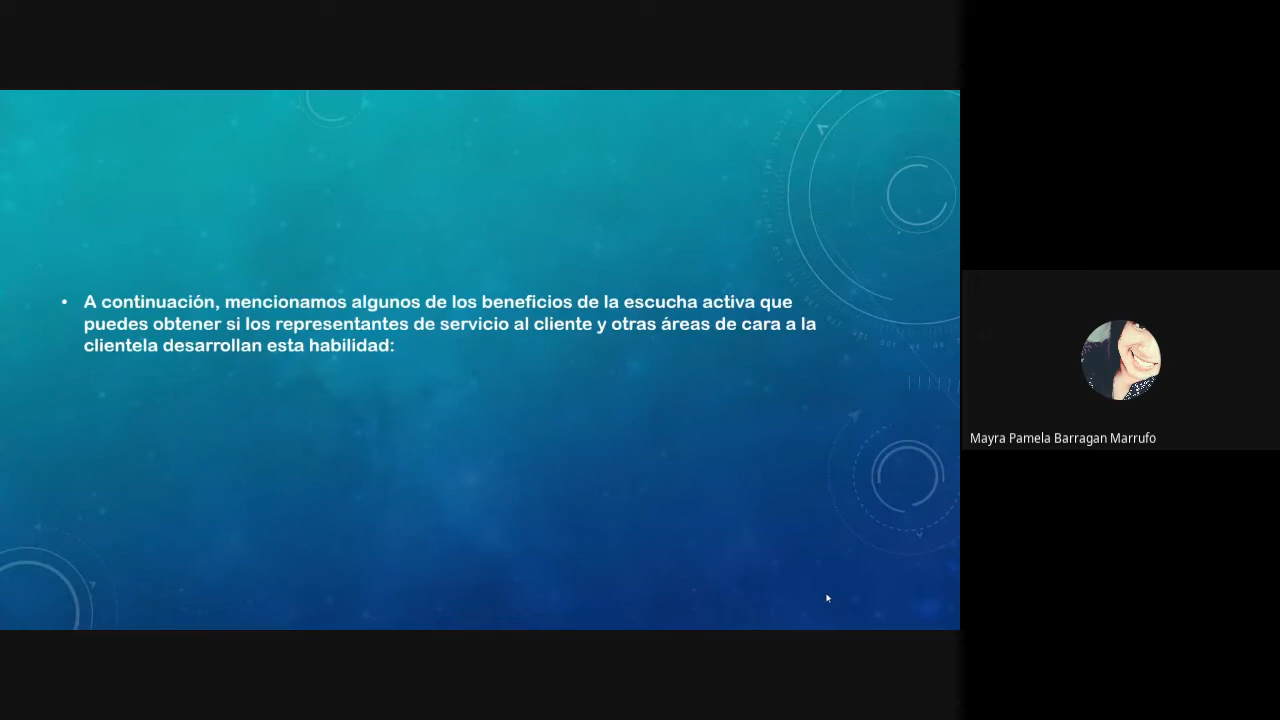 • A continuación, mencionamos algunos de los beneficios de la escucha activa que
puedes obtener si los representantes de servicio al cliente y otras áreas de cara a la
clientela desarrollan esta habilidad:
Mayra Pamela Barragan Marrufo